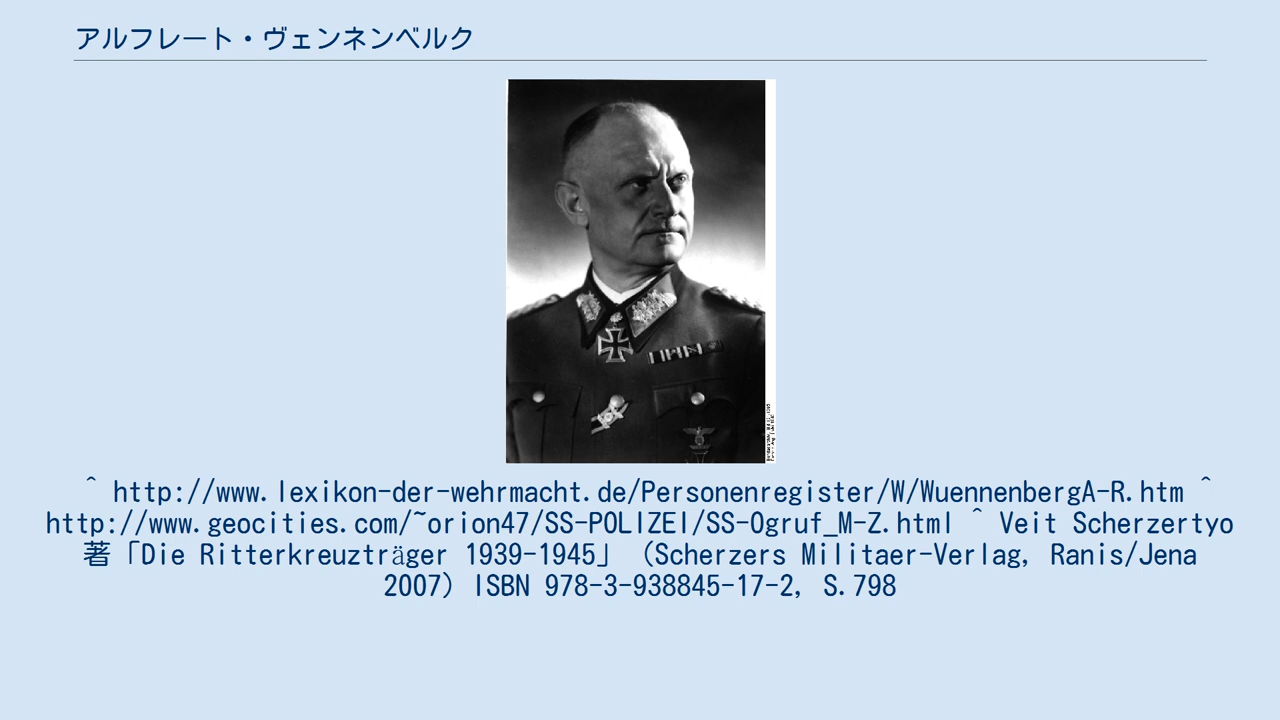 アルフレート・ヴェンネンベルク
^ http://www.lexikon-der-wehrmacht.de/Personenregister/W/WuennenbergA-R.htm ^
http://www.geocities.com/~orion47/SS-POLIZEI/SS-Ogruf_M-Z.html ^ Veit Scherzertyo
著「Die Ritterkreuzträger 1939-1945」（Scherzers Militaer-Verlag, Ranis/Jena
2007）ISBN 978-3-938845-17-2, S.798